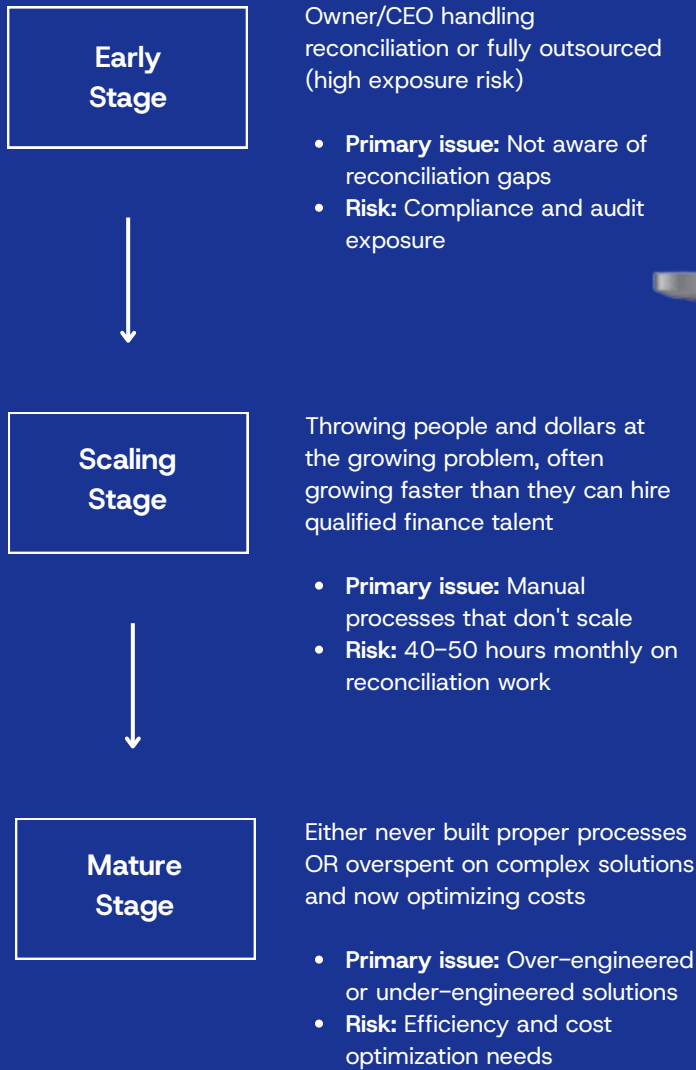 Early
Stage
Owner/CEO handling
reconciliation or fully outsourced
(high exposure risk)
• Primary issue: Not aware of
reconciliation gaps
• Risk: Compliance and audit
exposure
Scaling
Stage
Throwing people and dollars at
the growing problem, often
growing faster than they can hire
qualified finance talent
• Primary issue: Manual
processes that don't scale
• Risk: 40–50 hours monthly on
reconciliation work
Mature
Stage
Either never built proper processes
OR overspent on complex solutions
and now optimizing costs
• Primary issue: Over-engineered
or under-engineered solutions
• Risk: Efficiency and cost
optimization needs